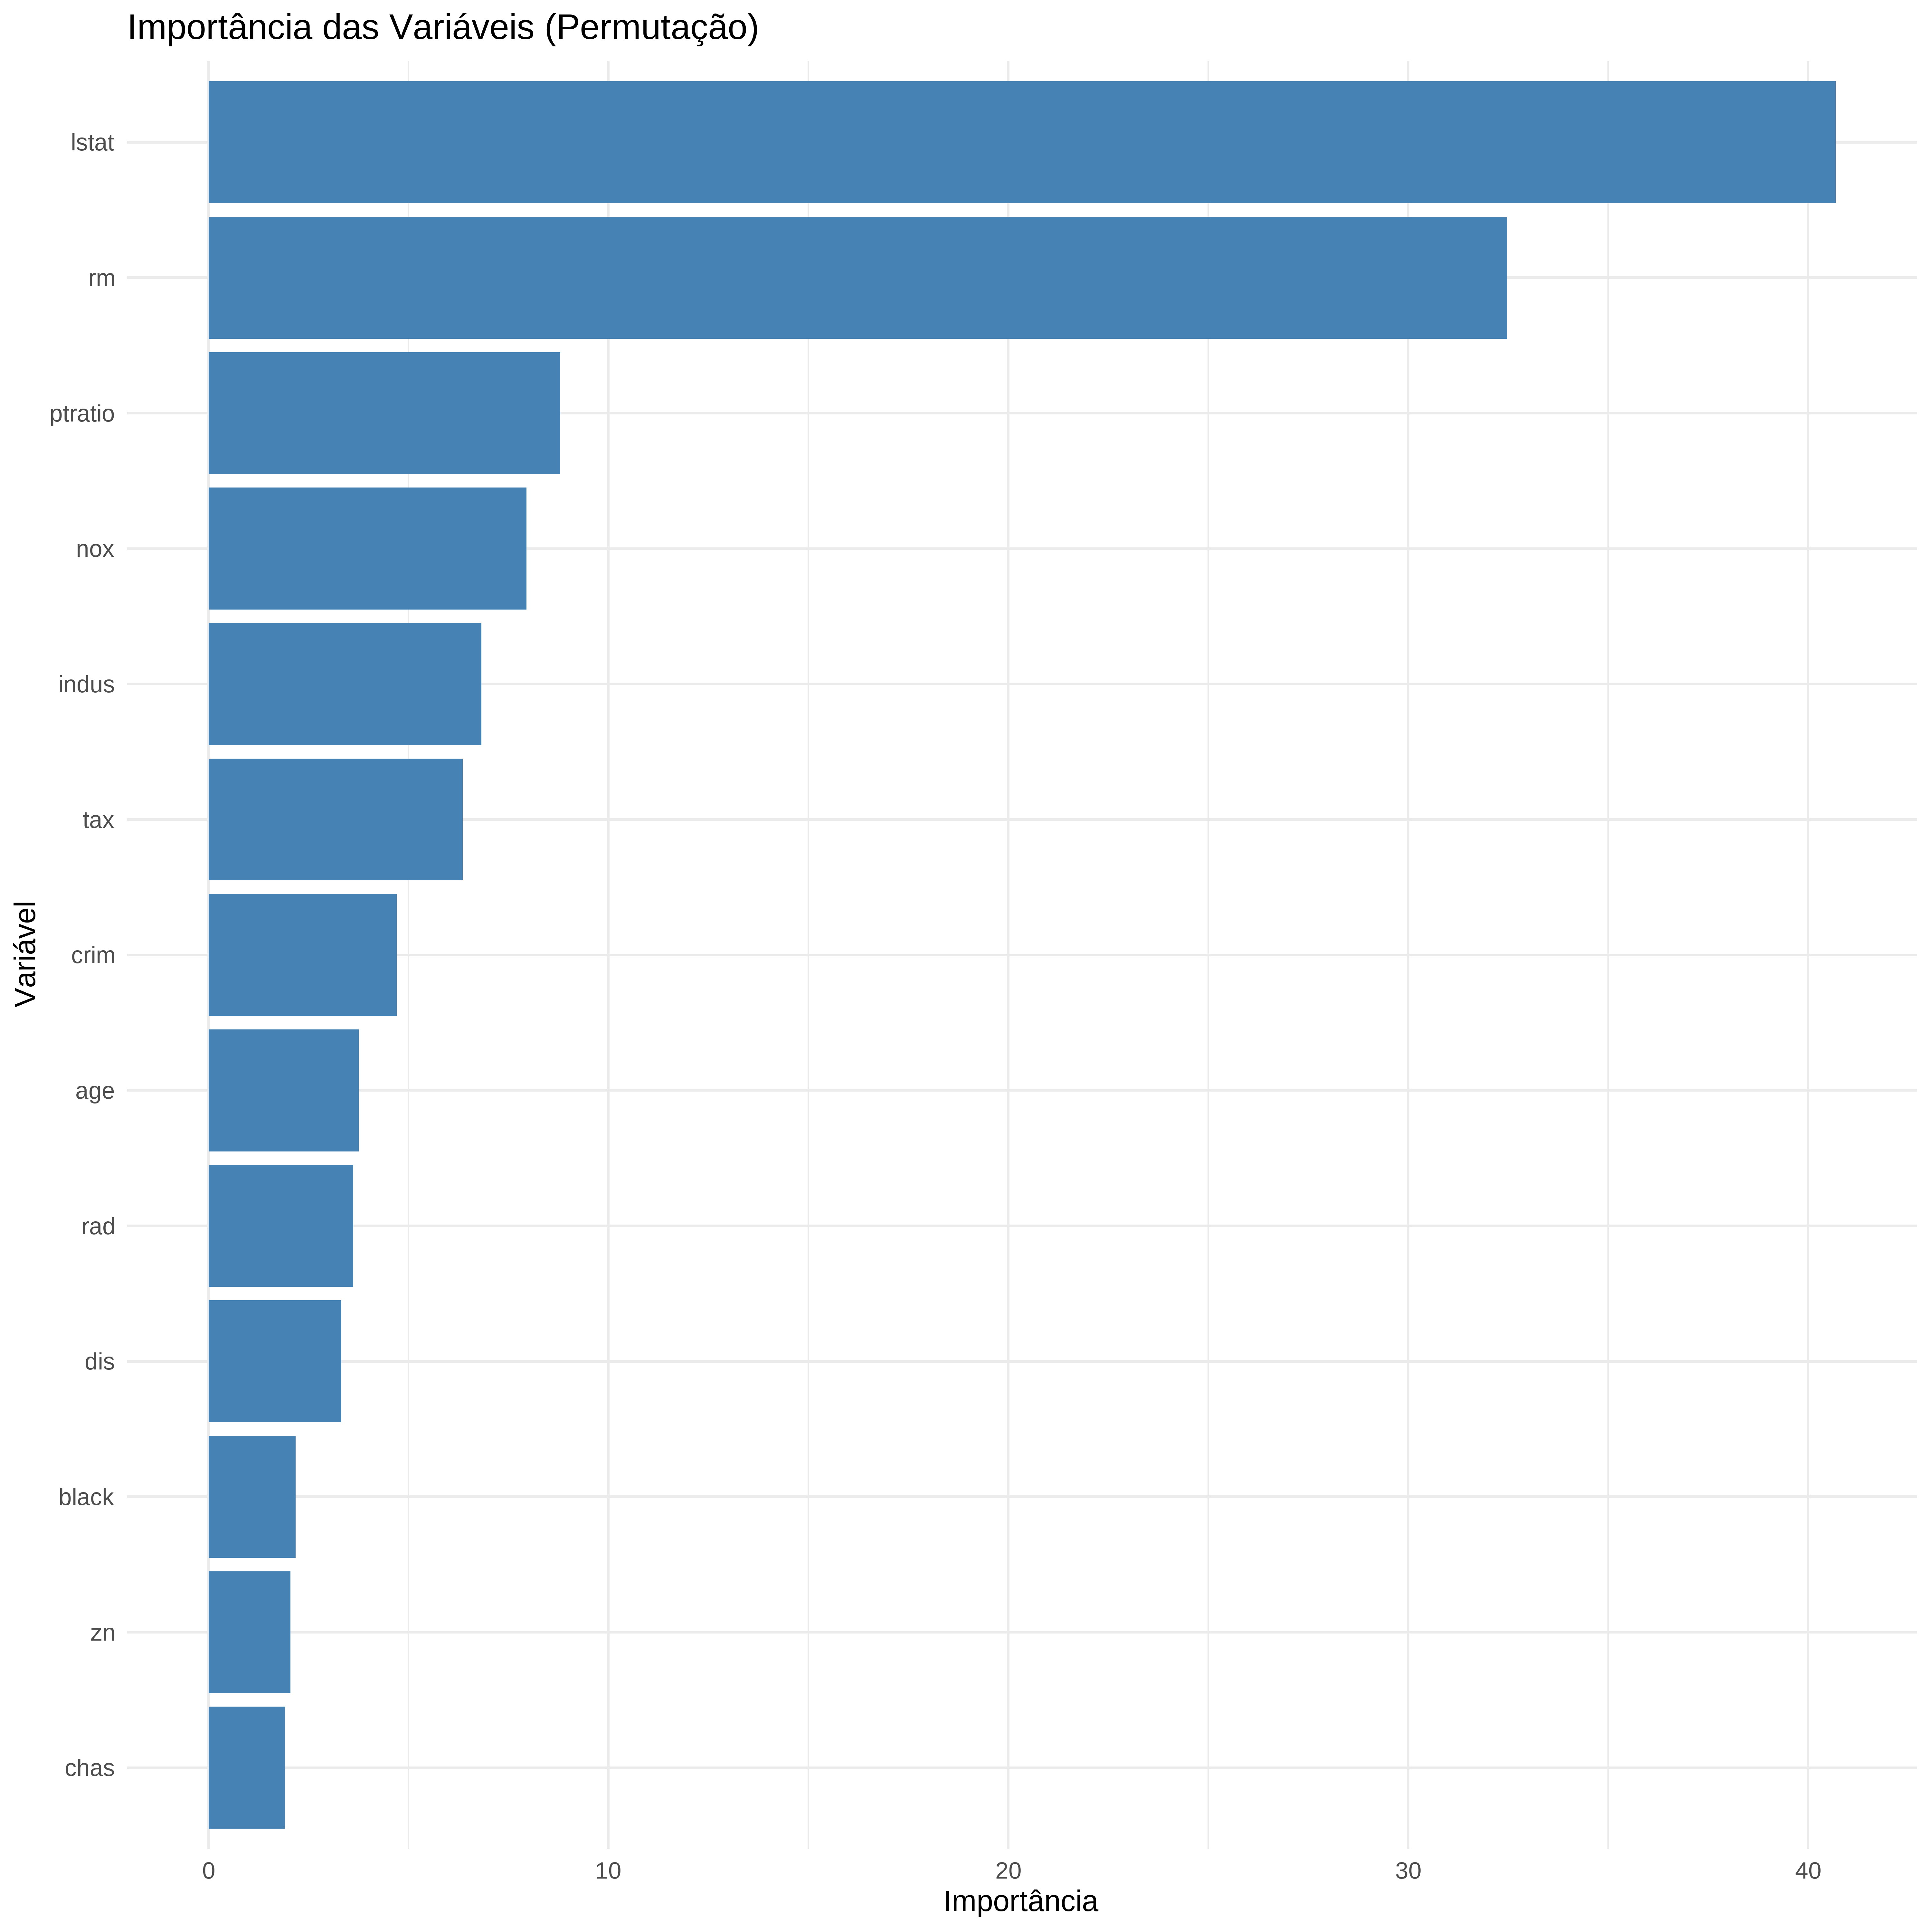 Importância das Variáveis (Permutação)
Variável
lstat
rm
ptratio
nox
indus
tax
crim
age
rad
dis
black
zn
chas
0 10 20 30 40
Importância